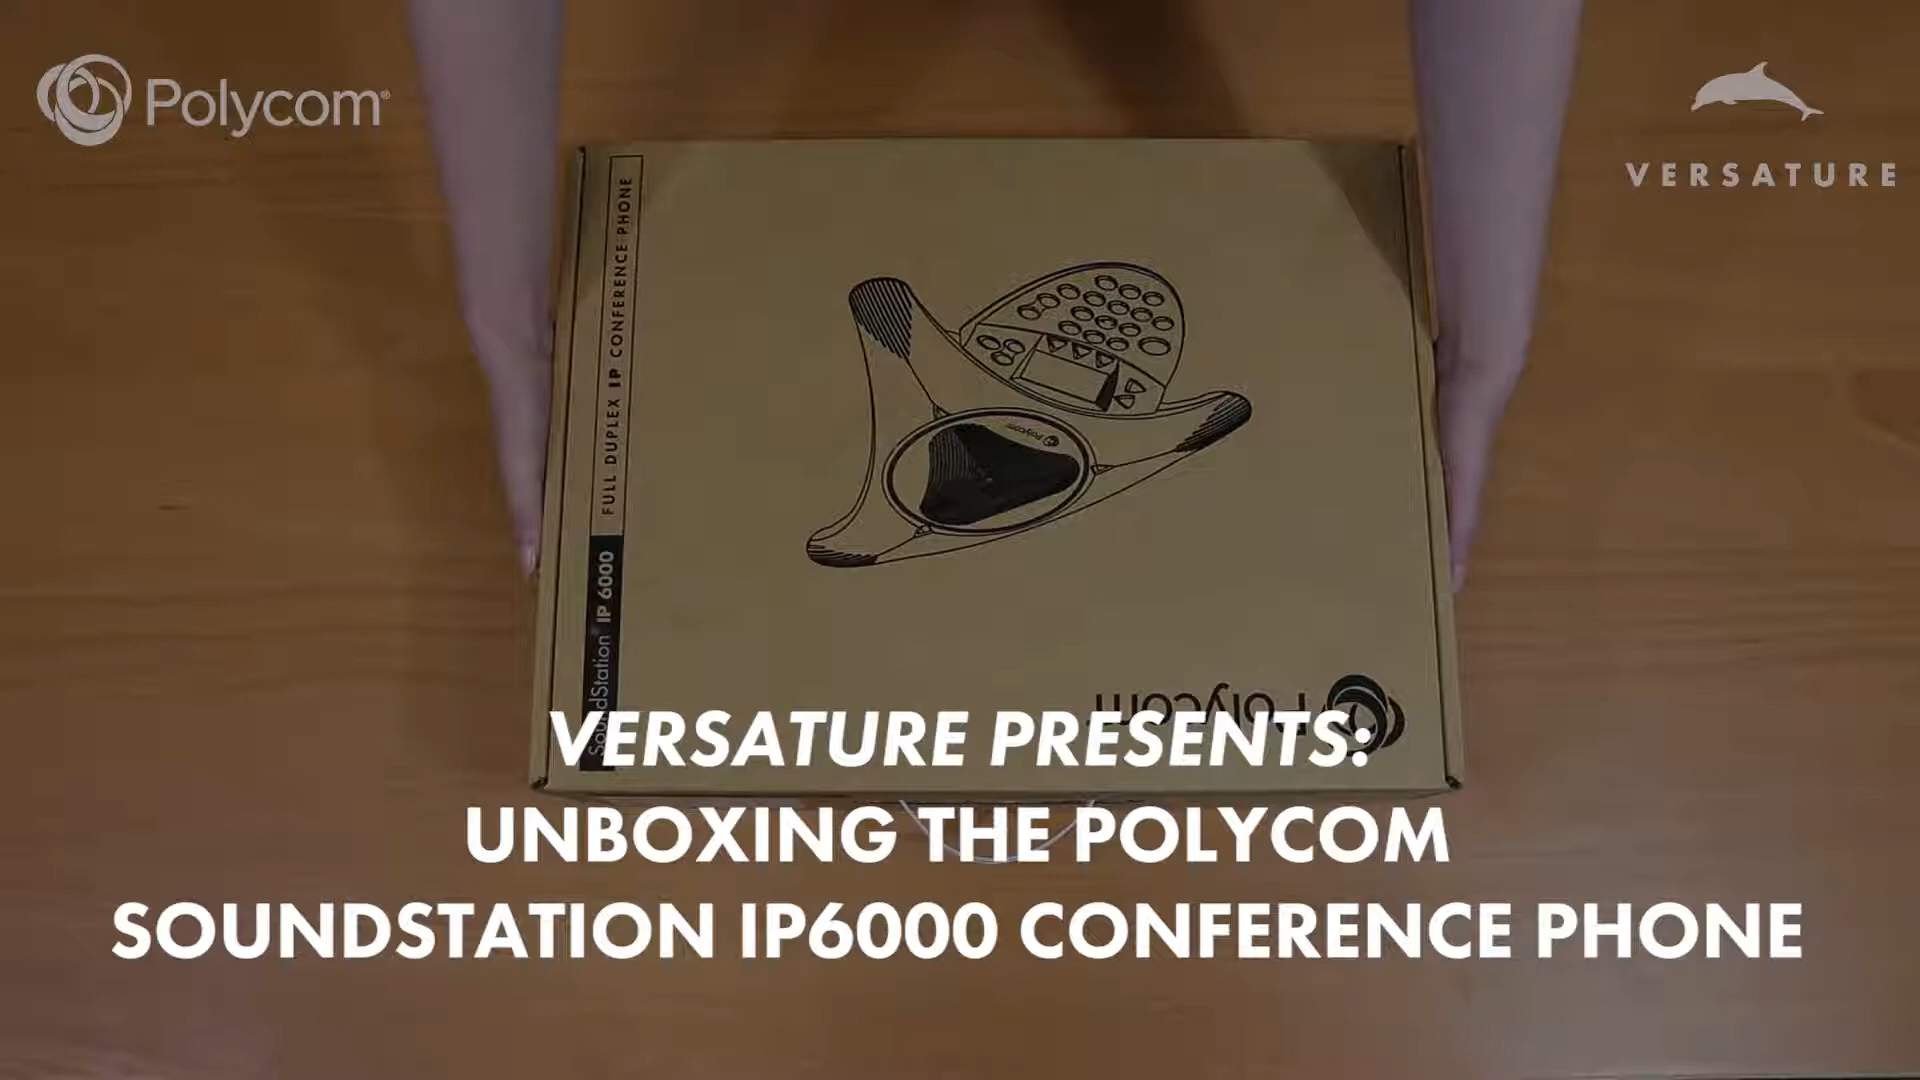 Polycom®
VERSATURE
FULL DUPLEX IP CONFERENCE PHONE
SoundStation® IP 6000
Polycom
Polycom
VERSATURE PRESENTS:
UNBOXING THE POLYCOM
SOUNDSTATION IP6000 CONFERENCE PHONE